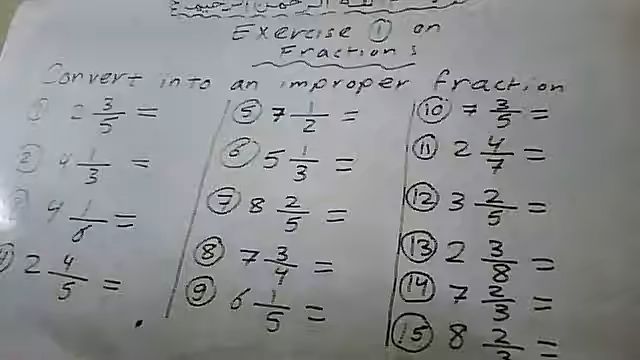 Exercise ① on
Fractions
Convert into an improper fraction
① 2 3/5 =
② 4 1/3 =
4 1/6 =
④ 2 4/5 =
⑤ 7 1/2 =
⑥ 5 1/3 =
⑦ 8 2/5 =
⑧ 7 3/4 =
⑨ 6 1/5 =
⑩ 7 3/5 =
⑪ 2 4/7 =
⑫ 3 2/5 =
⑬ 2 3/8 =
⑭ 7 2/3 =
⑮ 8 2/3 =